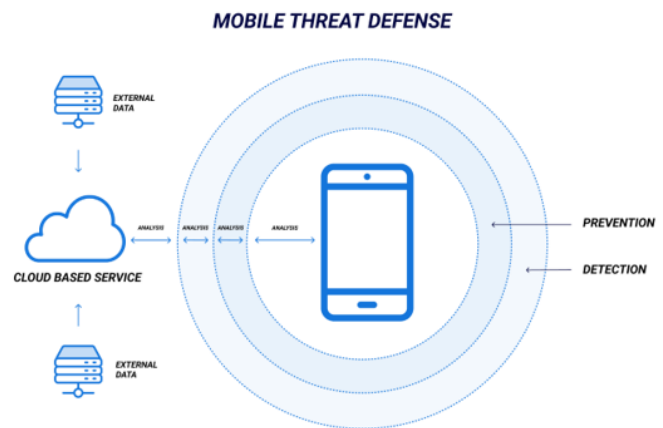 MOBILE THREAT DEFENSE
EXTERNAL
DATA
ANALYSIS
ANALYSIS
ANALYSIS
ANALYSIS
PREVENTION
CLOUD BASED SERVICE
DETECTION
EXTERNAL
DATA